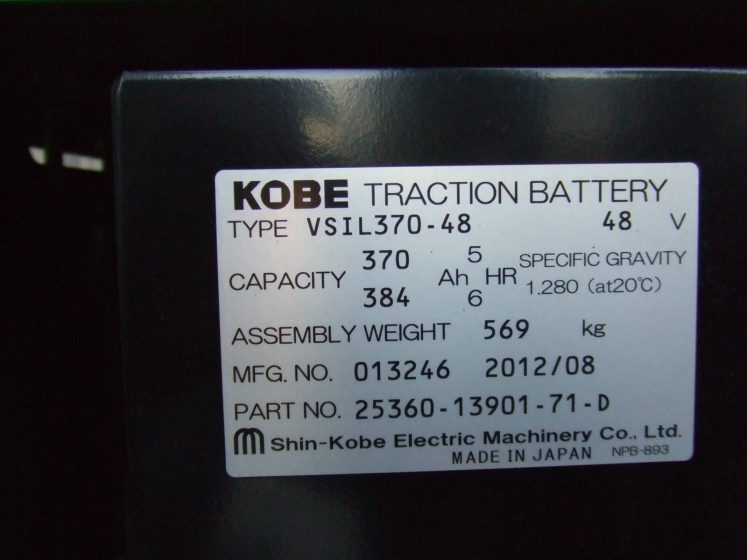 KOBE TRACTION BATTERY
TYPE VSIL370-48 48 V
CAPACITY 370 384 Ah 5 6 HR SPECIFIC GRAVITY 1.280 (at20℃)
ASSEMBLY WEIGHT 569 kg
MFG. NO. 013246 2012/08
PART NO. 25360-13901-71-D
Shin-Kobe Electric Machinery Co., Ltd.
MADE IN JAPAN NPB-893